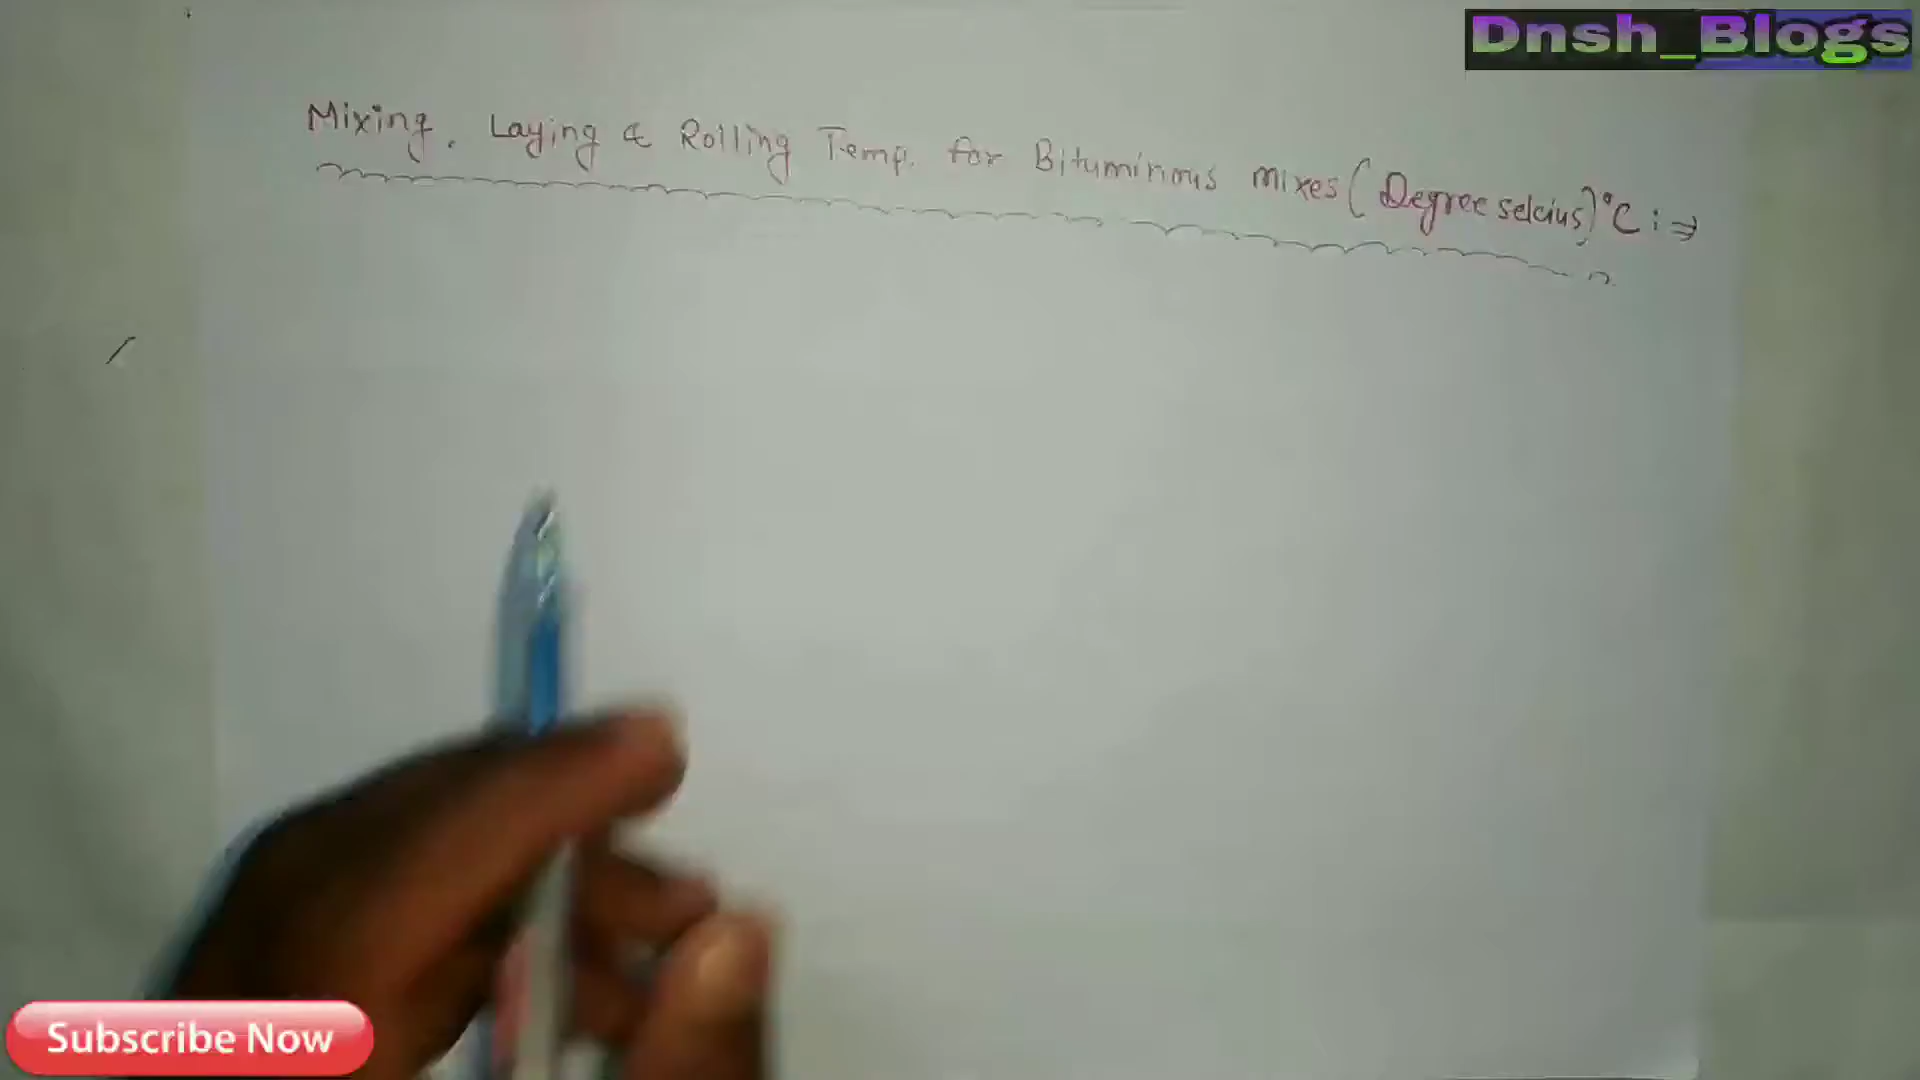 Dnsh_Blogs
Mixing. Laying & Rolling Temp. for Bituminous Mixes (Degree selcius) °C :⇒
Subscribe Now